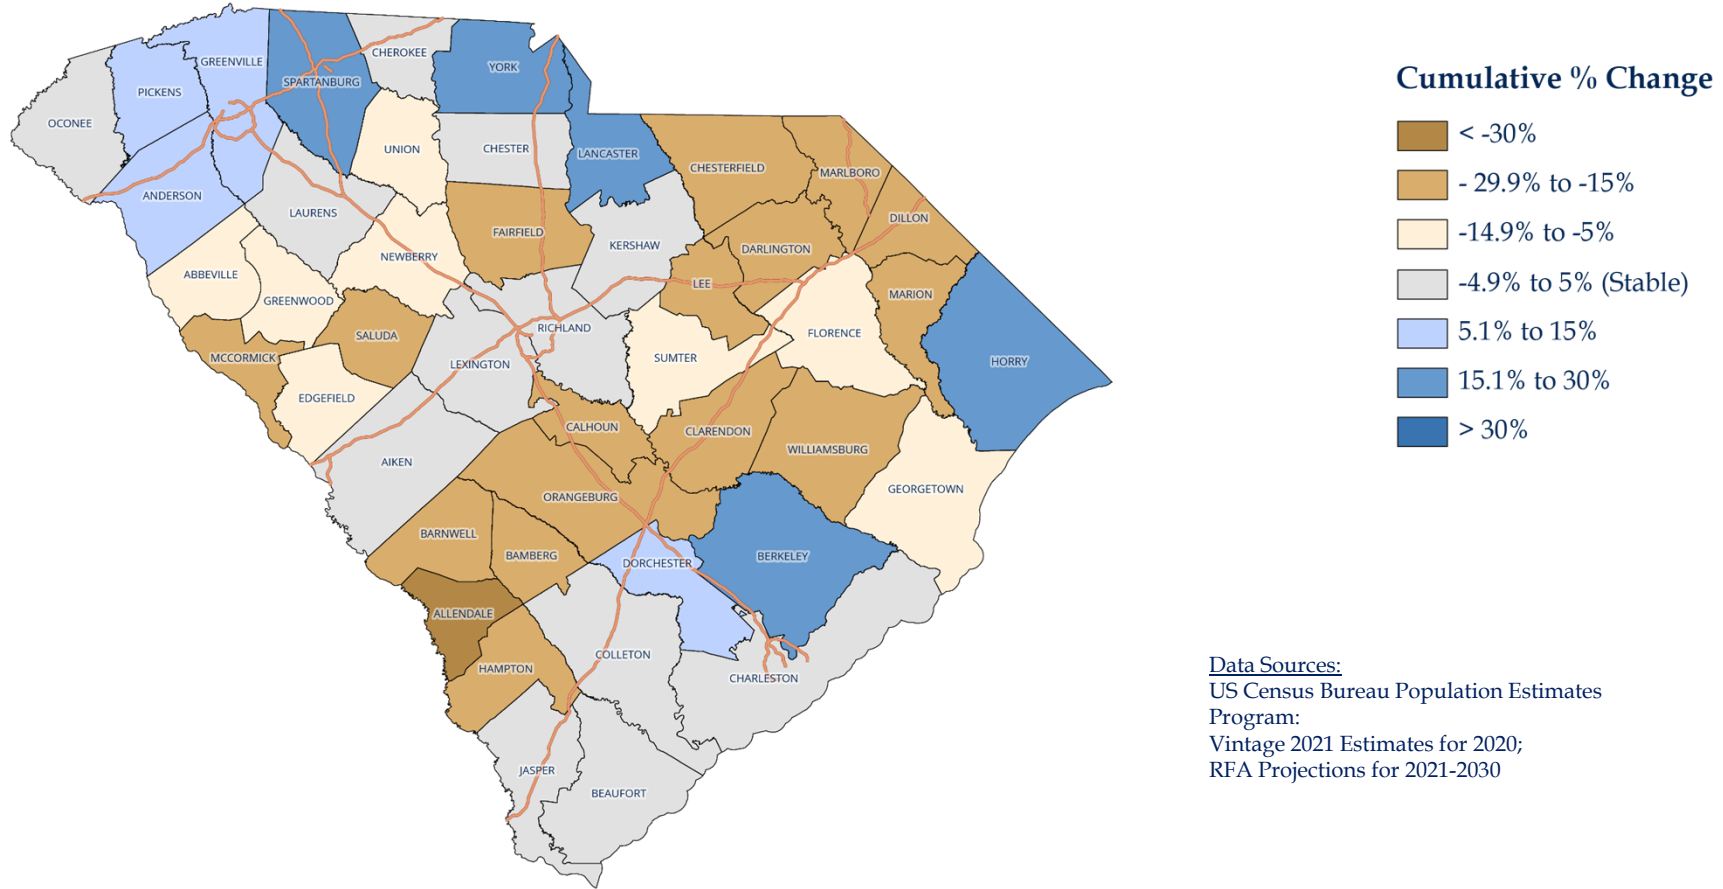 CHEROKEE
GREENVILLE
YORK
SPARTANBURG
PICKENS
OCONEE
UNION
CHESTER
LANCASTER
CHESTERFIELD
MARLBORO
ANDERSON
LAURENS
DILLON
FAIRFIELD
KERSHAW
DARLINGTON
NEWBERRY
ABBEVILLE
LEE
MARION
GREENWOOD
RICHLAND
FLORENCE
SALUDA
MCCORMICK
SUMTER
HORRY
LEXINGTON
EDGEFIELD
CALHOUN
CLARENDON
WILLIAMSBURG
AIKEN
GEORGETOWN
ORANGEBURG
BARNWELL
BAMBERG
BERKELEY
DORCHESTER
ALLENDALE
COLLETON
HAMPTON
CHARLESTON
JASPER
BEAUFORT
Cumulative % Change
< -30%
- 29.9% to -15%
-14.9% to -5%
-4.9% to 5% (Stable)
5.1% to 15%
15.1% to 30%
> 30%
Data Sources:
US Census Bureau Population Estimates
Program:
Vintage 2021 Estimates for 2020;
RFA Projections for 2021-2030